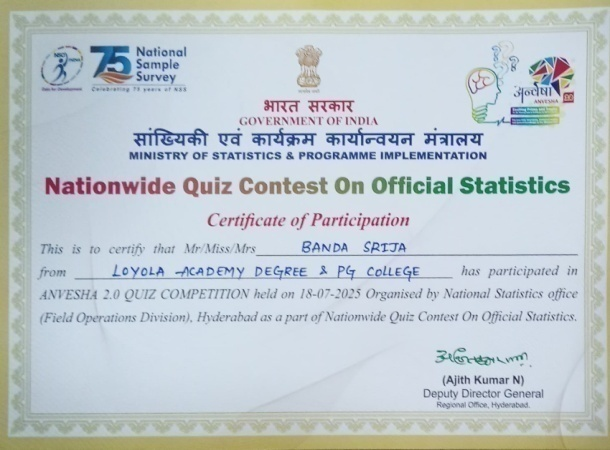 75 National
Sample
Survey
Celebrating 75 years of NSS
भारत सरकार
GOVERNMENT OF INDIA
सांख्यिकी एवं कार्यक्रम कार्यान्वयन मंत्रालय
MINISTRY OF STATISTICS & PROGRAMME IMPLEMENTATION
अन्वेषा
ANVESHA
Nationwide Quiz Contest On Official Statistics
Certificate of Participation
This is to certify that Mr/Miss/Mrs BANDA SRIJA
from LOYOLA ACADEMY DEGREE & PG COLLEGE has participated in
ANVESHA 2.0 QUIZ COMPETITION held on 18-07-2025 Organised by National Statistics office
(Field Operations Division), Hyderabad as a part of Nationwide Quiz Contest On Official Statistics.
(Ajith Kumar N)
Deputy Director General
Regional Office, Hyderabad.